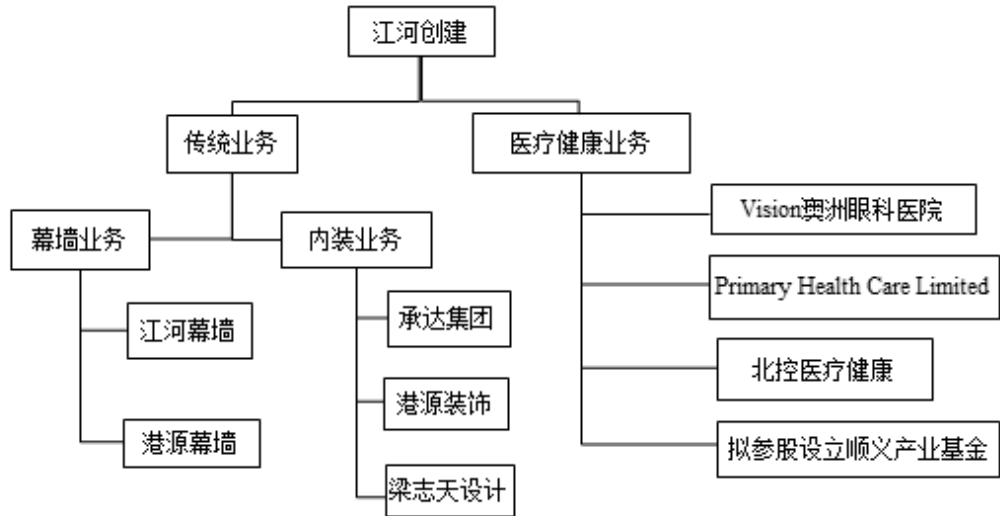 江河创建
传统业务
医疗健康业务
幕墙业务
内装业务
江河幕墙
港源幕墙
承达集团
港源装饰
梁志天设计
Vision澳洲眼科医院
Primary Health Care Limited
北控医疗健康
拟参股设立顺义产业基金